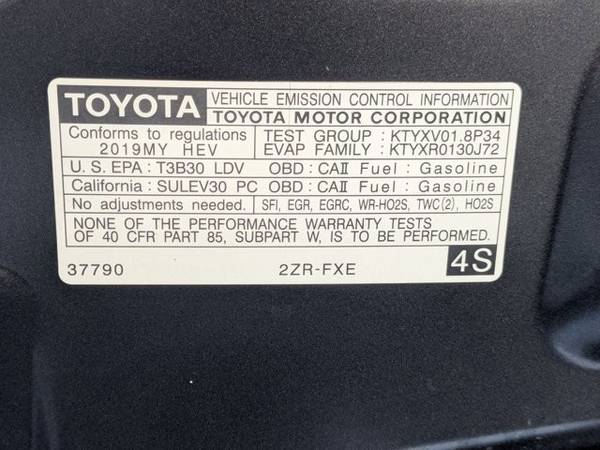 TOYOTA VEHICLE EMISSION CONTROL INFORMATION
TOYOTA MOTOR CORPORATION
Conforms to regulations TEST GROUP : KTYXV01.8P34
2019MY HEV EVAP FAMILY : KTYXR0130J72
U.S. EPA : T3B30 LDV OBD : CAⅡ Fuel : Gasoline
California : SULEV30 PC OBD : CAⅡ Fuel : Gasoline
No adjustments needed. SFI, EGR, EGRC, WR-HO2S, TWC(2), HO2S
NONE OF THE PERFORMANCE WARRANTY TESTS
OF 40 CFR PART 85, SUBPART W, IS TO BE PERFORMED.
37790 2ZR-FXE 4S